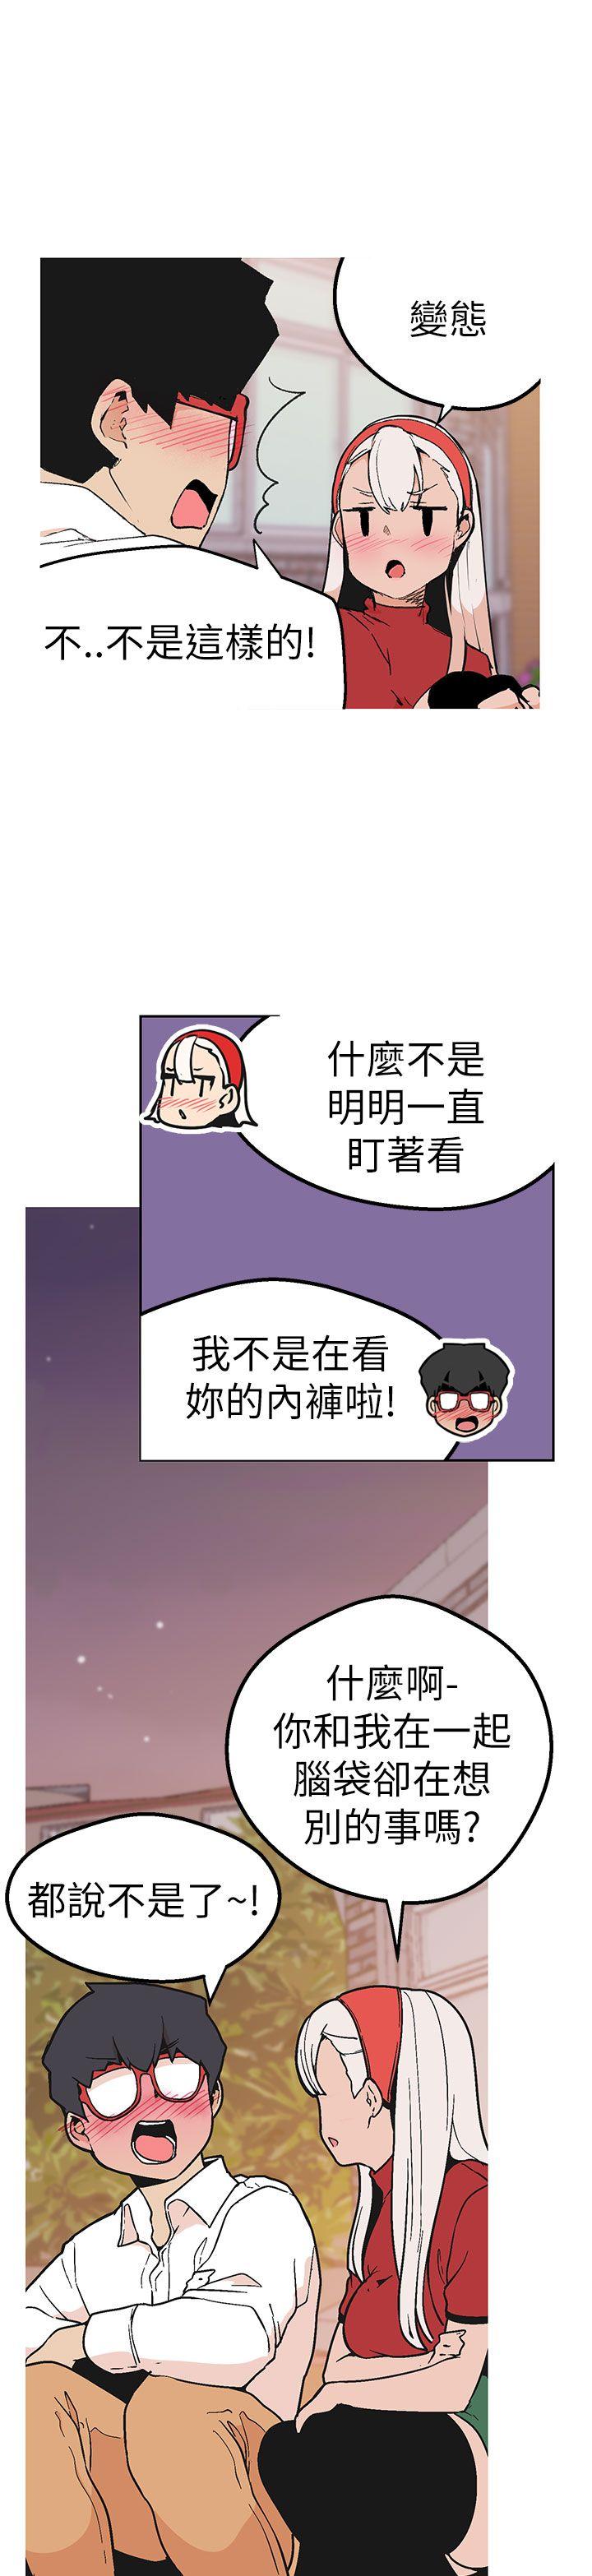 變態
不..不是這樣的!
什麼不是
明明一直
盯著看
我不是在看
妳的內褲啦!
什麼啊-
你和我在一起
腦袋卻在想
別的事嗎?
都說不是了~!